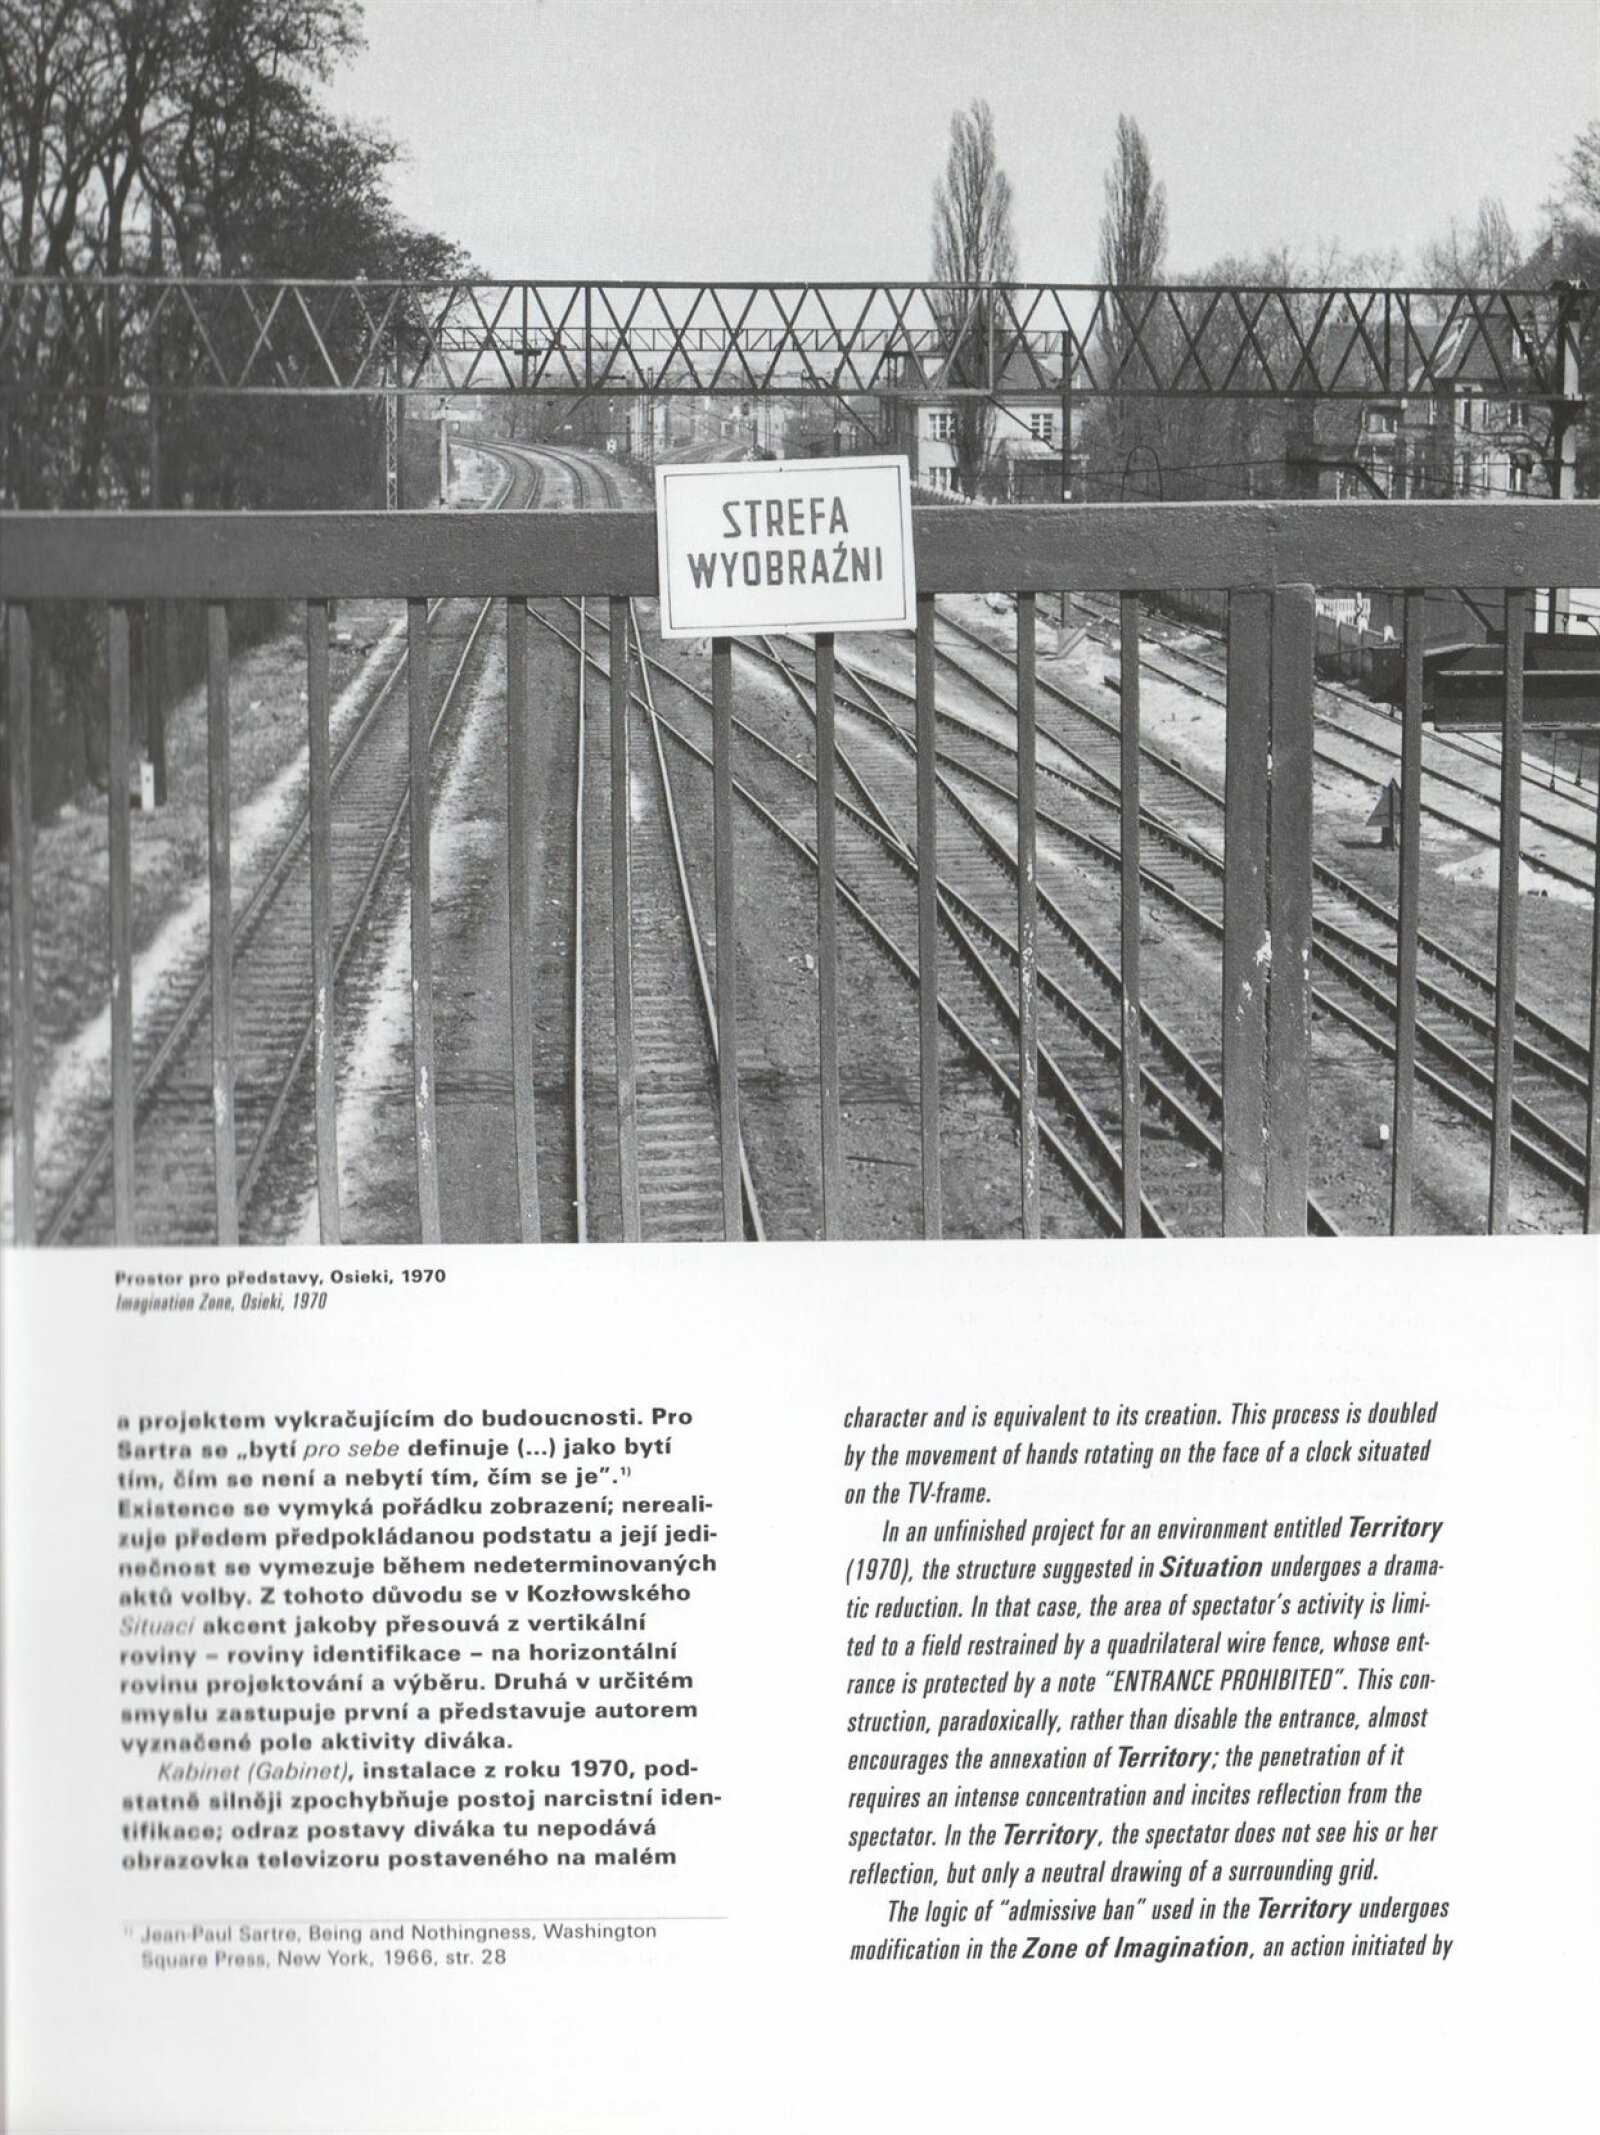 STREFA
WYOBRAŹNI
Prostor pro představy, Osieki, 1970
Imagination Zone, Osieki, 1970
a projektem vykračujícím do budoucnosti. Pro
Sartra se „bytí pro sebe definuje (...) jako bytí
tím, čím se není a nebytí tím, čím se je”.¹⁾
Existence se vymyká pořádku zobrazení; nereali-
zuje předem předpokládanou podstatu a její jedi-
nečnost se vymezuje během nedeterminovaných
aktů volby. Z tohoto důvodu se v Kozłowského
Situaci akcent jakoby přesouvá z vertikální
roviny – roviny identifikace – na horizontální
rovinu projektování a výběru. Druhá v určitém
smyslu zastupuje první a představuje autorem
vyznačené pole aktivity diváka.
Kabinet (Gabinet), instalace z roku 1970, pod-
statně silněji zpochybňuje postoj narcistní iden-
tifikace; odraz postavy diváka tu nepodává
obrazovka televizoru postaveného na malém
¹⁾ Jean-Paul Sartre, Being and Nothingness, Washington
Square Press, New York, 1966, str. 28
character and is equivalent to its creation. This process is doubled
by the movement of hands rotating on the face of a clock situated
on the TV-frame.
In an unfinished project for an environment entitled Territory
(1970), the structure suggested in Situation undergoes a drama-
tic reduction. In that case, the area of spectator's activity is limi-
ted to a field restrained by a quadrilateral wire fence, whose ent-
rance is protected by a note “ENTRANCE PROHIBITED”. This con-
struction, paradoxically, rather than disable the entrance, almost
encourages the annexation of Territory; the penetration of it
requires an intense concentration and incites reflection from the
spectator. In the Territory, the spectator does not see his or her
reflection, but only a neutral drawing of a surrounding grid.
The logic of “admissive ban” used in the Territory undergoes
modification in the Zone of Imagination, an action initiated by